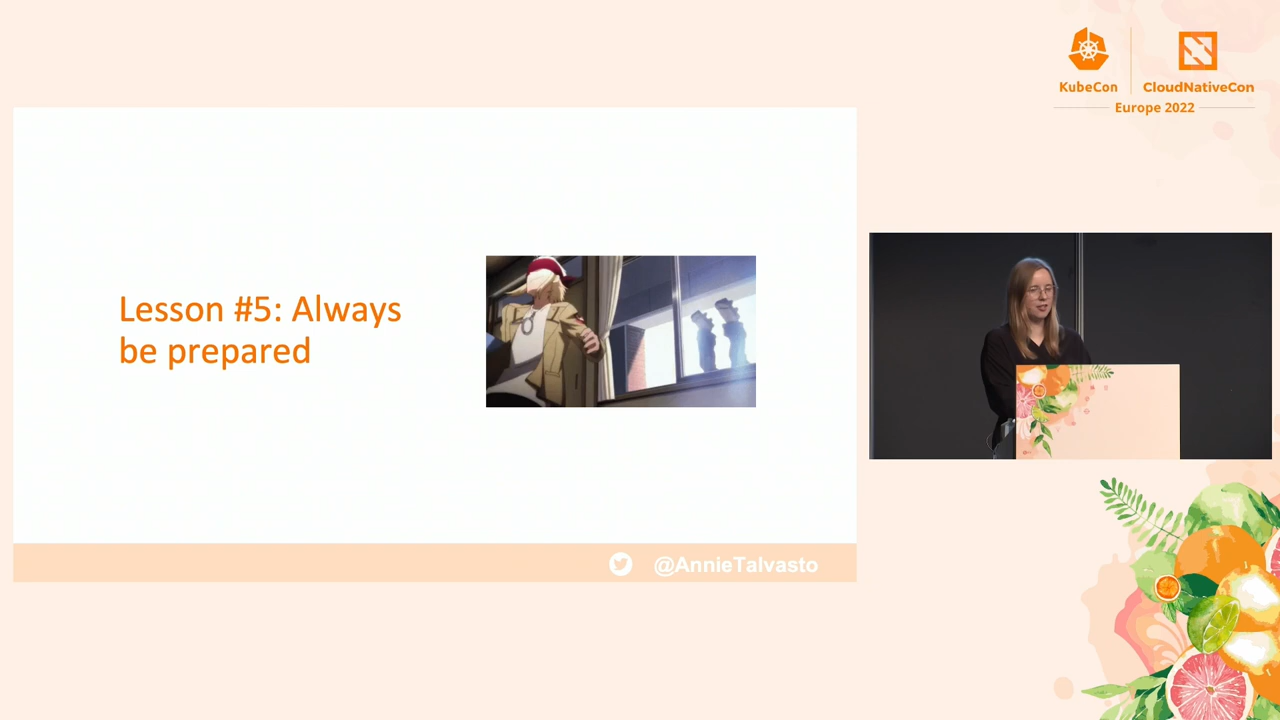 KubeCon
CloudNativeCon
Europe 2022
Lesson #5: Always
be prepared
@AnnieTalvasto